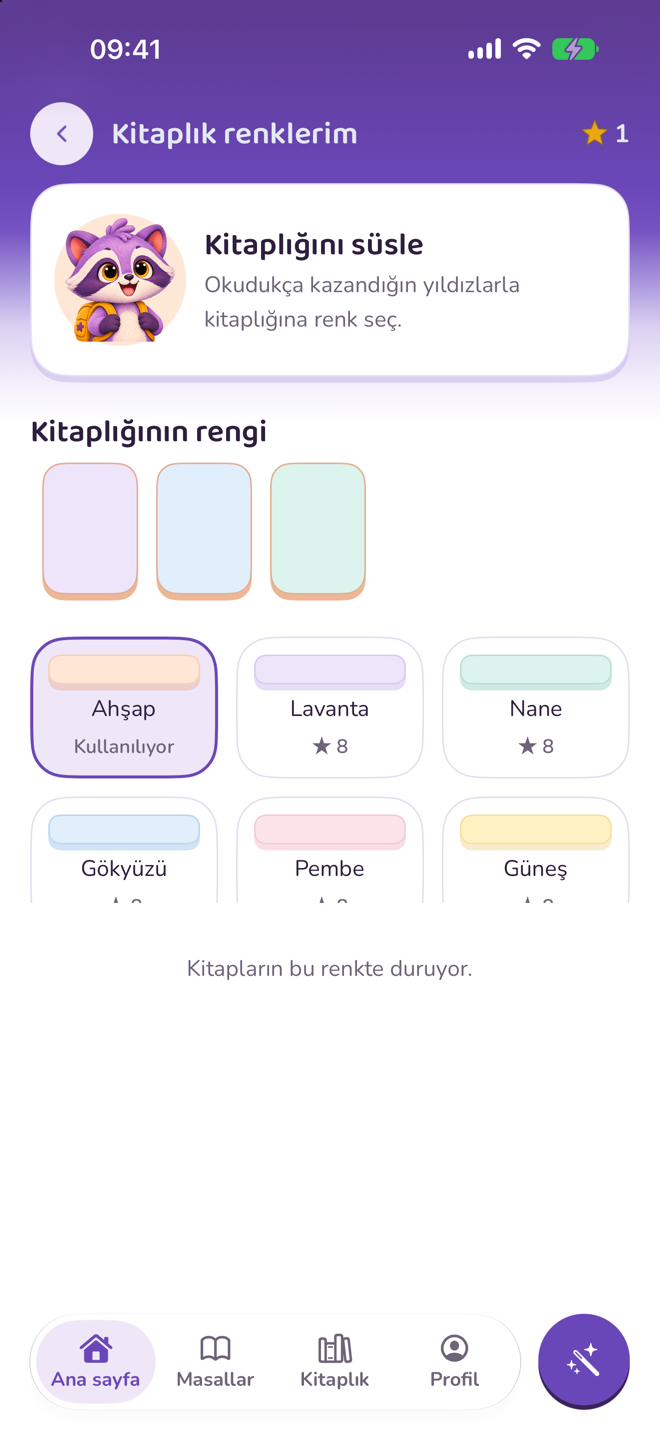 09:41
Kitaplık renklerim
1
Kitaplığını süsle
Okudukça kazandığın yıldızlarla
kitaplığına renk seç.
Kitaplığının rengi
Ahşap
Lavanta
Nane
Kullanılıyor
★ 8
★ 8
Gökyüzü
Pembe
Güneş
Kitapların bu renkte duruyor.
Ana sayfa
Masallar
Kitaplık
Profil